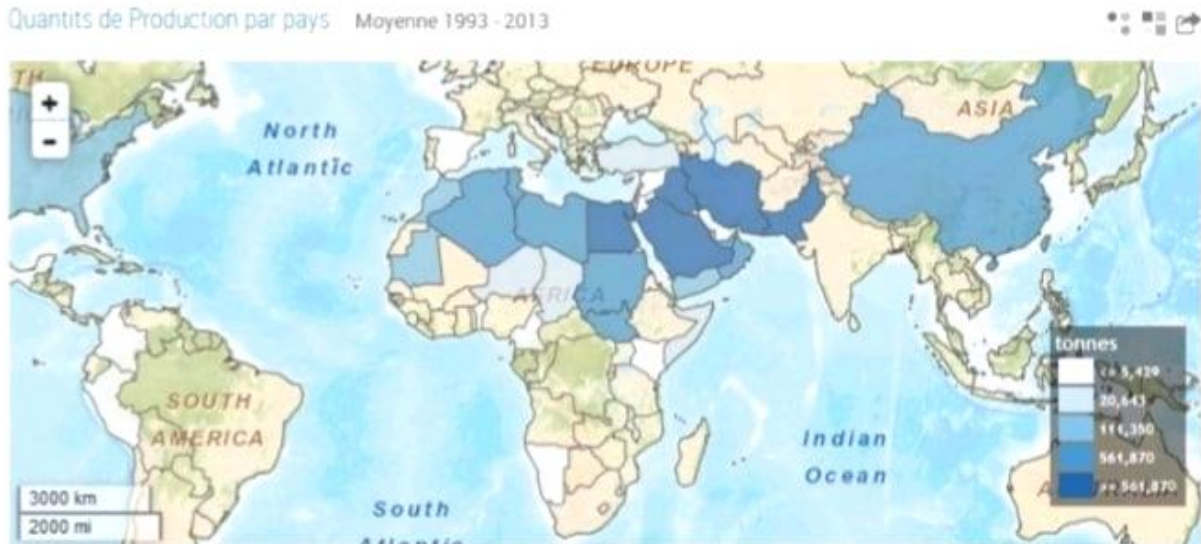 Quantits de Production par pays Moyenne 1993 - 2013
+
-
EUROPE
ASIA
North
Atlantic
AFRICA
SOUTH
AMERICA
Indian
Ocean
South
Atlantic
3000 km
2000 mi
tonnes
5,429
20,643
111,350
561,870
>= 561,870